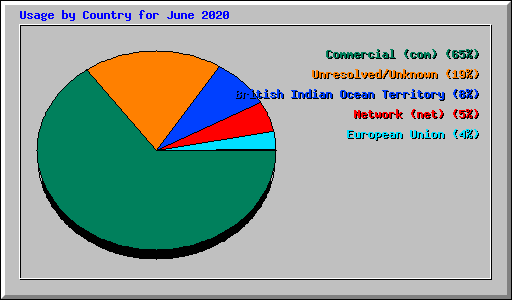 Usage by Country for June 2020
Commercial (com) (65%)
Unresolved/Unknown (19%)
British Indian Ocean Territory (8%)
Network (net) (5%)
European Union (4%)